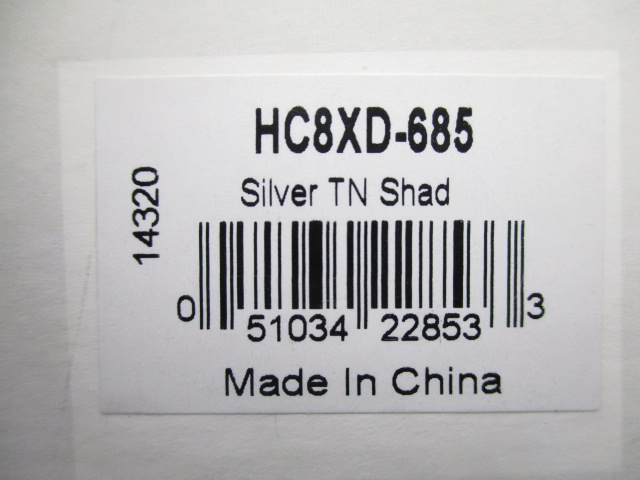 HC8XD-685
Silver TN Shad
14320
0 51034 22853 3
Made In China